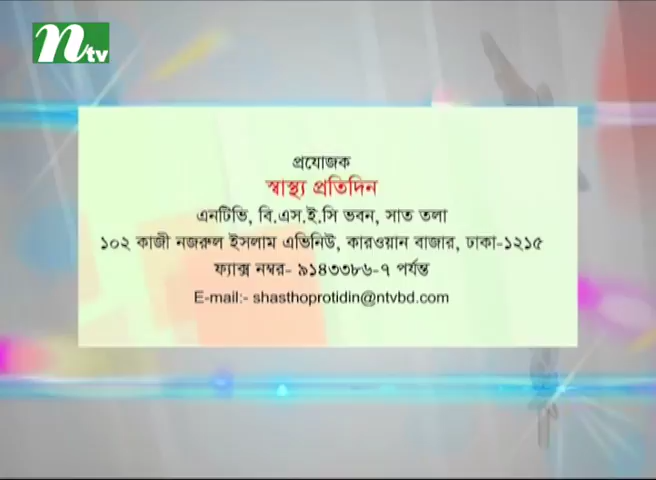 ntv
প্রযোজক
স্বাস্থ্য প্রতিদিন
এনটিভি, বি.এস.ই.সি ভবন, সাত তলা
১০২ কাজী নজরুল ইসলাম এভিনিউ, কারওয়ান বাজার, ঢাকা-১২১৫
ফ্যাক্স নম্বর- ৯১৪৩৩৮৬-৭ পর্যন্ত
E-mail:- shasthoprotidin@ntvbd.com